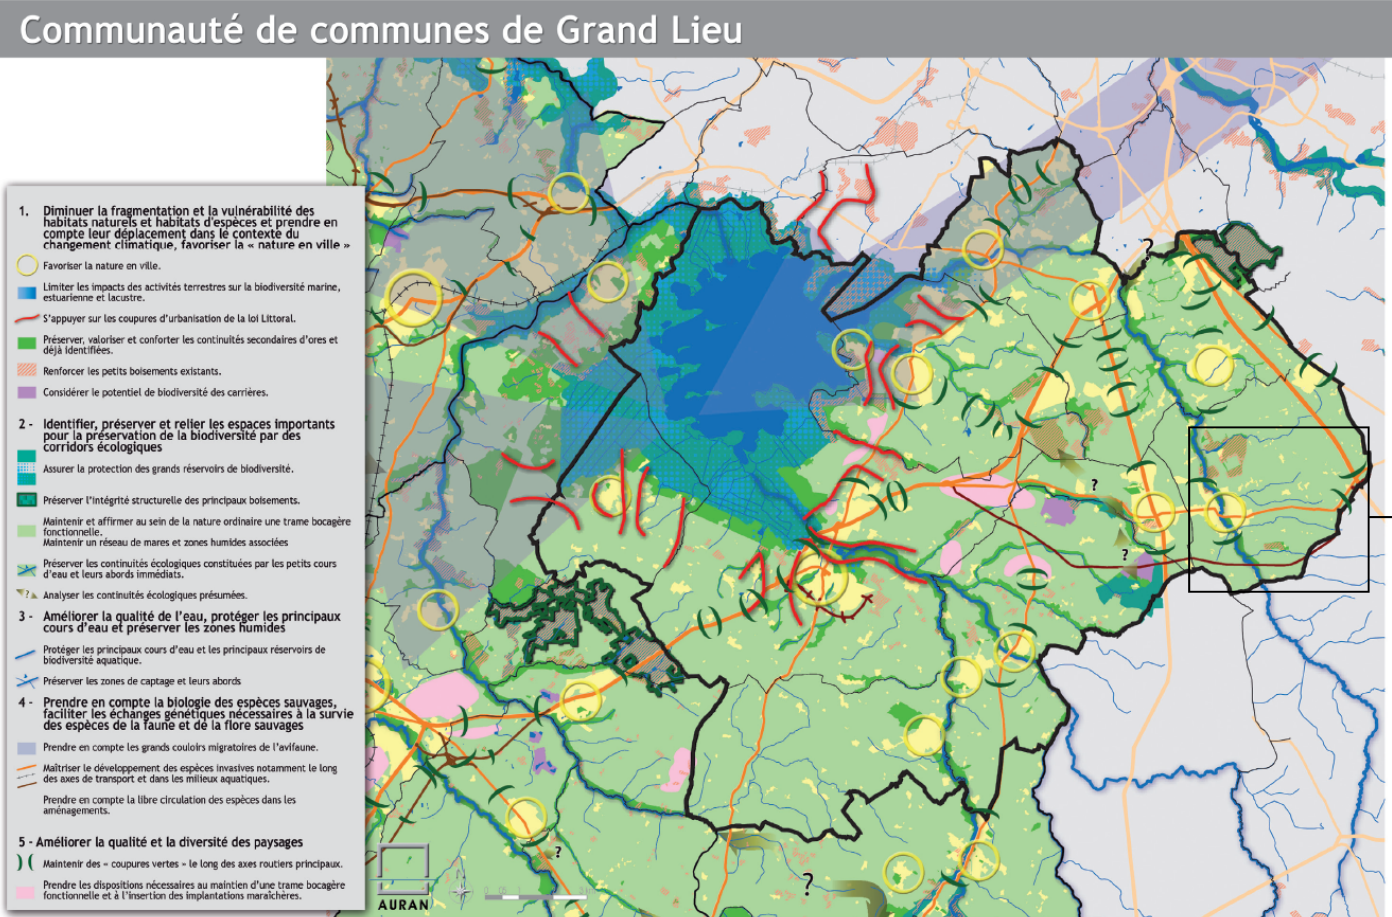 Communauté de communes de Grand Lieu
1. Diminuer la fragmentation et la vulnérabilité des
habitats naturels et habitats d'espèces et prendre en
compte leur déplacement dans le contexte du
changement climatique, favoriser la « nature en ville »
Favoriser la nature en ville.
Limiter les impacts des activités terrestres sur la biodiversité marine,
estuarienne et lacustre.
S'appuyer sur les coupures d'urbanisation de la loi Littoral.
Préserver, valoriser et conforter les continuités secondaires d'ores et
déjà identifiées.
Renforcer les petits boisements existants.
Considérer le potentiel de biodiversité des carrières.
2 - Identifier, préserver et relier les espaces importants
pour la préservation de la biodiversité par des
corridors écologiques
Assurer la protection des grands réservoirs de biodiversité.
Préserver l'intégrité structurelle des principaux boisements.
Maintenir et affirmer au sein de la nature ordinaire une trame bocagère
fonctionnelle.
Maintenir un réseau de mares et zones humides associées
Préserver les continuités écologiques constituées par les petits cours
d'eau et leurs abords immédiats.
? Analyser les continuités écologiques présumées.
3 - Améliorer la qualité de l'eau, protéger les principaux
cours d'eau et préserver les zones humides
Protéger les principaux cours d'eau et les principaux réservoirs de
biodiversité aquatique.
Préserver les zones de captage et leurs abords
4 - Prendre en compte la biologie des espèces sauvages,
faciliter les échanges génétiques nécessaires à la survie
des espèces de la faune et de la flore sauvages
Prendre en compte les grands couloirs migratoires de l'avifaune.
Maîtriser le développement des espèces invasives notamment le long
des axes de transport et dans les milieux aquatiques.
Prendre en compte la libre circulation des espèces dans les
aménagements.
5 - Améliorer la qualité et la diversité des paysages
Maintenir des « coupures vertes » le long des axes routiers principaux.
Prendre les dispositions nécessaires au maintien d'une trame bocagère
fonctionnelle et à l'insertion des implantations maraîchères.
?
?
?
?
?
AURAN